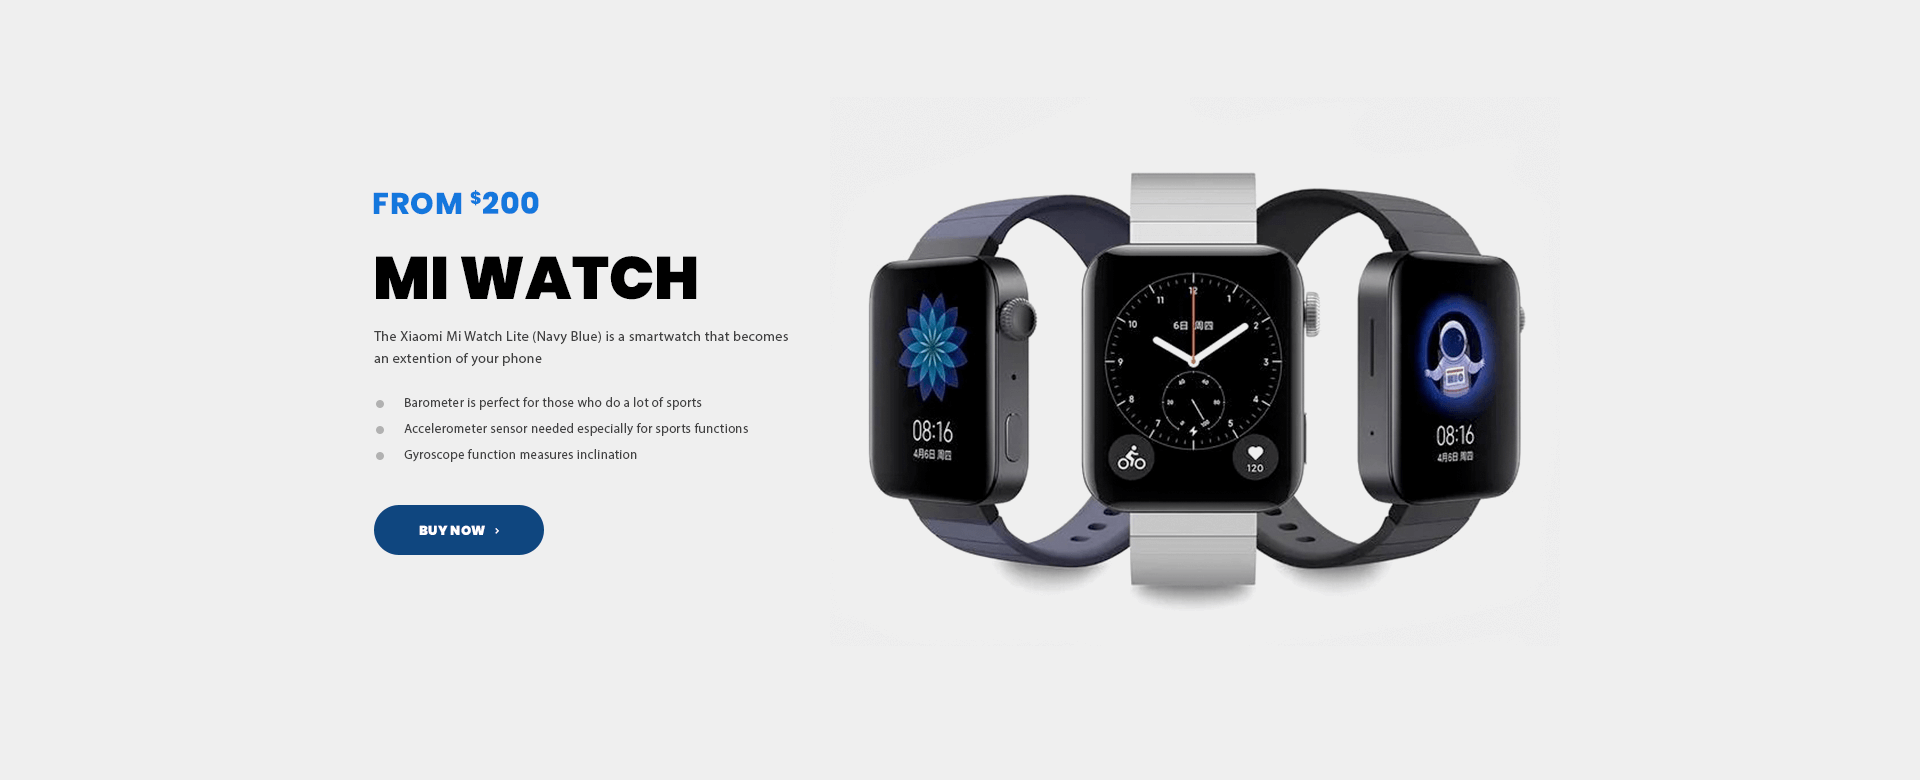 FROM $200
MI WATCH
The Xiaomi Mi Watch Lite (Navy Blue) is a smartwatch that becomes
an extention of your phone
Barometer is perfect for those who do a lot of sports
Accelerometer sensor needed especially for sports functions
Gyroscope function measures inclination
BUY NOW ›
08:16
4月6日 周四
12
11
1
10
2
6日 周四
9
3
8
4
7
5
120
08:16
4月6日 周四